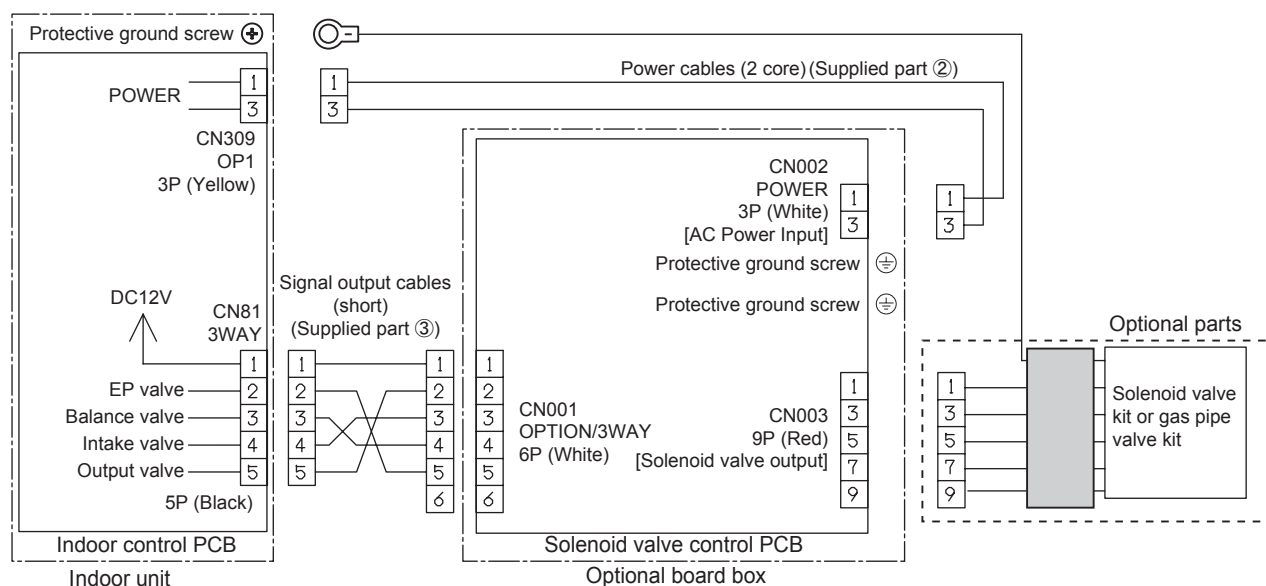 Protective ground screw
POWER
1
3
CN309
OP1
3P (Yellow)
1
3
Power cables (2 core) (Supplied part ②)
CN002
POWER
3P (White)
[AC Power Input]
1
3
1
3
Protective ground screw
Protective ground screw
DC12V
CN81
3WAY
EP valve
Balance valve
Intake valve
Output valve
1
2
3
4
5
5P (Black)
Signal output cables
(short)
(Supplied part ③)
1
2
3
4
5
1
2
3
4
5
6
1
2
3
4
5
6
CN001
OPTION/3WAY
6P (White)
CN003
9P (Red)
[Solenoid valve output]
1
3
5
7
9
Optional parts
1
3
5
7
9
Solenoid valve
kit or gas pipe
valve kit
Indoor control PCB
Indoor unit
Solenoid valve control PCB
Optional board box